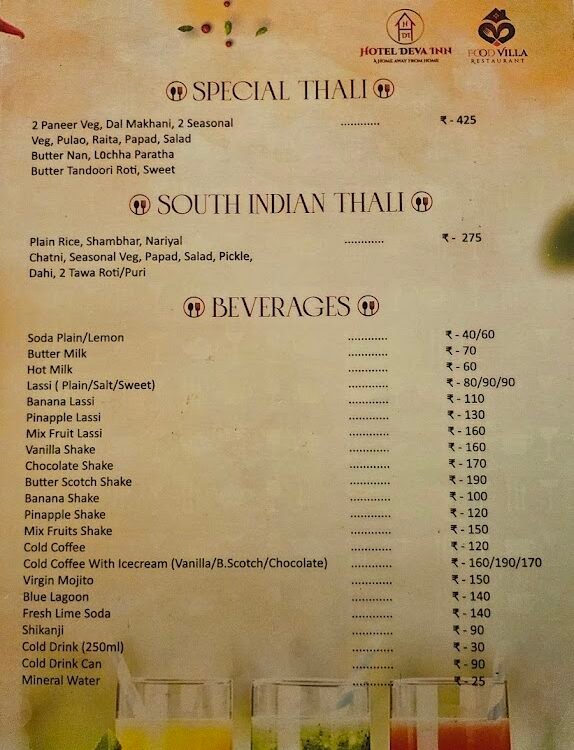 HOTEL DEVA INN
A HOME AWAY FROM HOME
FOOD VILLA
RESTAURANT
SPECIAL THALI
2 Paneer Veg, Dal Makhani, 2 Seasonal ............ ₹ - 425
Veg, Pulao, Raita, Papad, Salad
Butter Nan, Lochha Paratha
Butter Tandoori Roti, Sweet
SOUTH INDIAN THALI
Plain Rice, Shambhar, Nariyal ............ ₹ - 275
Chatni, Seasonal Veg, Papad, Salad, Pickle,
Dahi, 2 Tawa Roti/Puri
BEVERAGES
Soda Plain/Lemon ............ ₹ - 40/60
Butter Milk ............ ₹ - 70
Hot Milk ............ ₹ - 60
Lassi ( Plain/Salt/Sweet) ............ ₹ - 80/90/90
Banana Lassi ............ ₹ - 110
Pinapple Lassi ............ ₹ - 130
Mix Fruit Lassi ............ ₹ - 160
Vanilla Shake ............ ₹ - 160
Chocolate Shake ............ ₹ - 170
Butter Scotch Shake ............ ₹ - 190
Banana Shake ............ ₹ - 100
Pinapple Shake ............ ₹ - 120
Mix Fruits Shake ............ ₹ - 150
Cold Coffee ............ ₹ - 120
Cold Coffee With Icecream (Vanilla/B.Scotch/Chocolate) ............ ₹ - 160/190/170
Virgin Mojito ............ ₹ - 150
Blue Lagoon ............ ₹ - 140
Fresh Lime Soda ............ ₹ - 140
Shikanji ............ ₹ - 90
Cold Drink (250ml) ............ ₹ - 30
Cold Drink Can ............ ₹ - 90
Mineral Water ............ ₹ - 25